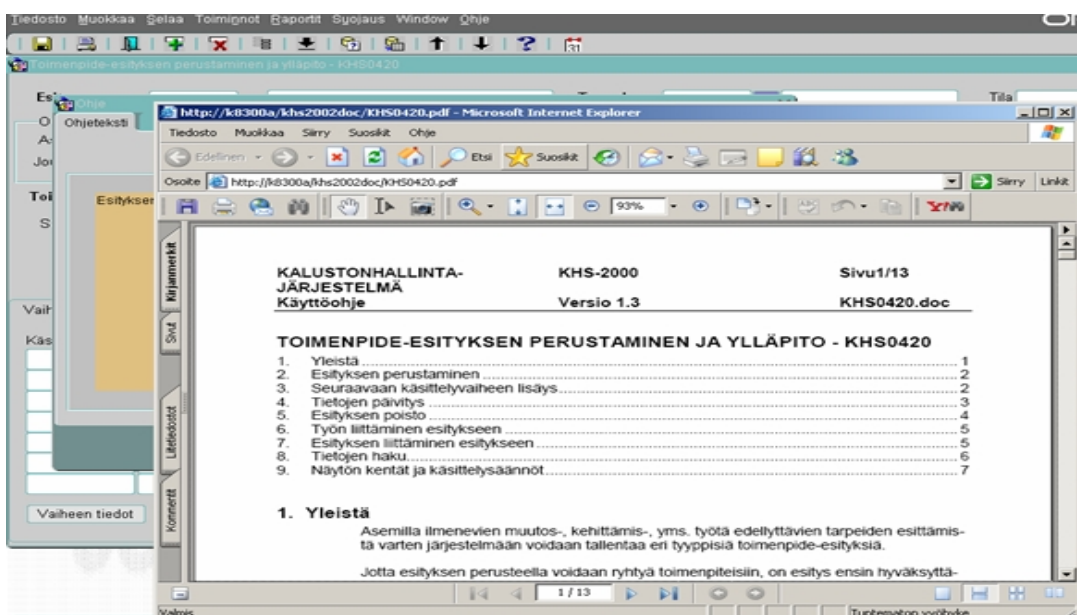 Tiedosto Muokkaa Selaa Toiminnot Raportit Suojaus Window Ohje
Toimenpide-esityksen perustaminen ja ylläpito - KHS0420
Tila
Ohje
Ohjeteksti
http://k8300a/khs2002doc/KHS0420.pdf - Microsoft Internet Explorer
Tiedosto Muokkaa Siirry Suosikit Ohje
Edellinen Etsi Suosikit
Osoite http://k8300a/khs2002doc/KHS0420.pdf Siirry Linkit
93%
Kirjanmerkit
Sivut
Liitetiedostot
Kommentit
KALUSTONHALLINTA- KHS-2000 Sivu1/13
JÄRJESTELMÄ
Käyttöohje Versio 1.3 KHS0420.doc
TOIMENPIDE-ESITYKSEN PERUSTAMINEN JA YLLÄPITO - KHS0420
1. Yleistä 1
2. Esityksen perustaminen 2
3. Seuraavaan käsittelyvaiheen lisäys 2
4. Tietojen päivitys 3
5. Esityksen poisto 4
6. Työn liittäminen esitykseen 5
7. Esityksen liittäminen esitykseen 5
8. Tietojen haku 6
9. Näytön kentät ja käsittelysäännöt 7
1. Yleistä
Asemilla ilmenevien muutos-, kehittämis-, yms. työtä edellyttävien tarpeiden esittämis-
tä varten järjestelmään voidaan tallentaa eri tyyppisiä toimenpide-esityksiä.
Jotta esityksen perusteella voidaan ryhtyä toimenpiteisiin, on esitys ensin hyväksyttä-
Vaiheen tiedot
1 / 13
Valmis Tuntematon vyöhyke